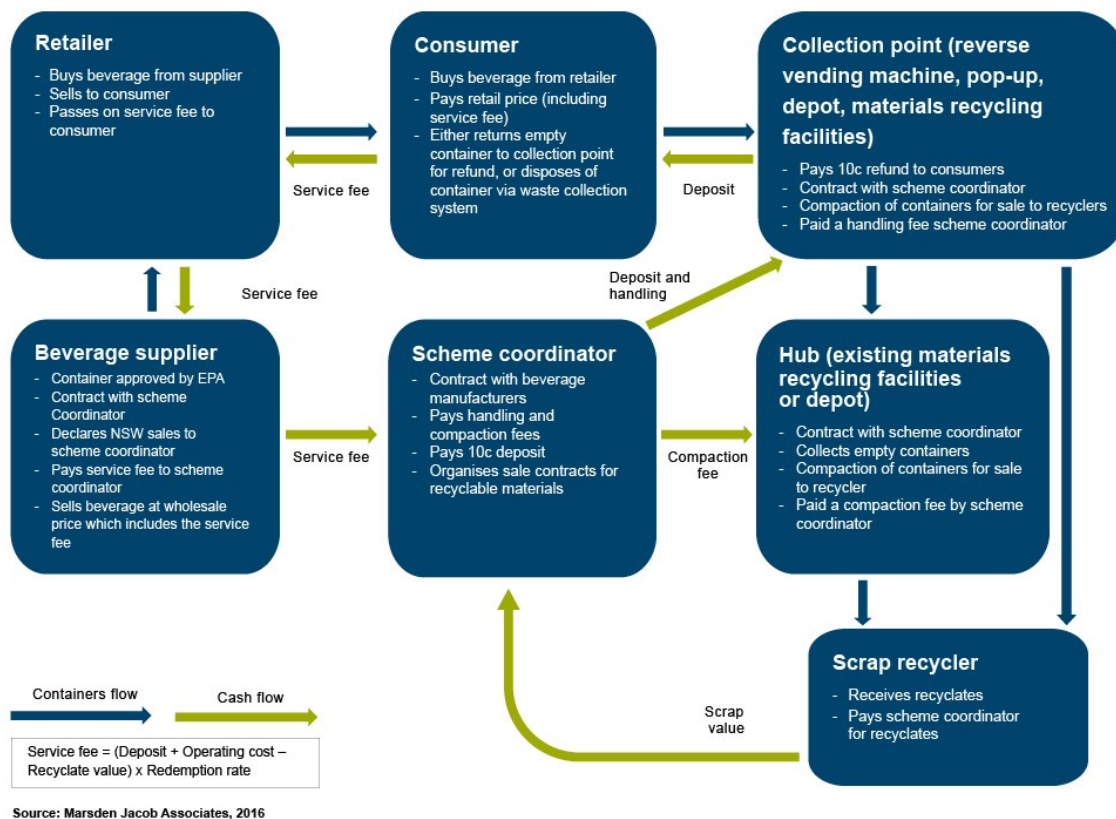 Retailer
- Buys beverage from supplier
- Sells to consumer
- Passes on service fee to
consumer
Service fee
Consumer
- Buys beverage from retailer
- Pays retail price (including
service fee)
- Either returns empty
container to collection point
for refund, or disposes of
container via waste collection
system
Deposit
Collection point (reverse
vending machine, pop-up,
depot, materials recycling
facilities)
- Pays 10c refund to consumers
- Contract with scheme coordinator
- Compaction of containers for sale to recyclers
- Paid a handling fee scheme coordinator
Service fee
Deposit and
handling
Beverage supplier
- Container approved by EPA
- Contract with scheme
Coordinator
- Declares NSW sales to
scheme coordinator
- Pays service fee to scheme
coordinator
- Sells beverage at wholesale
price which includes the service
fee
Service fee
Scheme coordinator
- Contract with beverage
manufacturers
- Pays handling and
compaction fees
- Pays 10c deposit
- Organises sale contracts for
recyclable materials
Compaction
fee
Hub (existing materials
recycling facilities
or depot)
- Contract with scheme coordinator
- Collects empty containers
- Compaction of containers for sale
to recycler
- Paid a compaction fee by scheme
coordinator
Scrap recycler
- Receives recyclates
- Pays scheme coordinator
for recyclates
Scrap
value
Containers flow
Cash flow
Service fee = (Deposit + Operating cost –
Recyclate value) x Redemption rate
Source: Marsden Jacob Associates, 2016